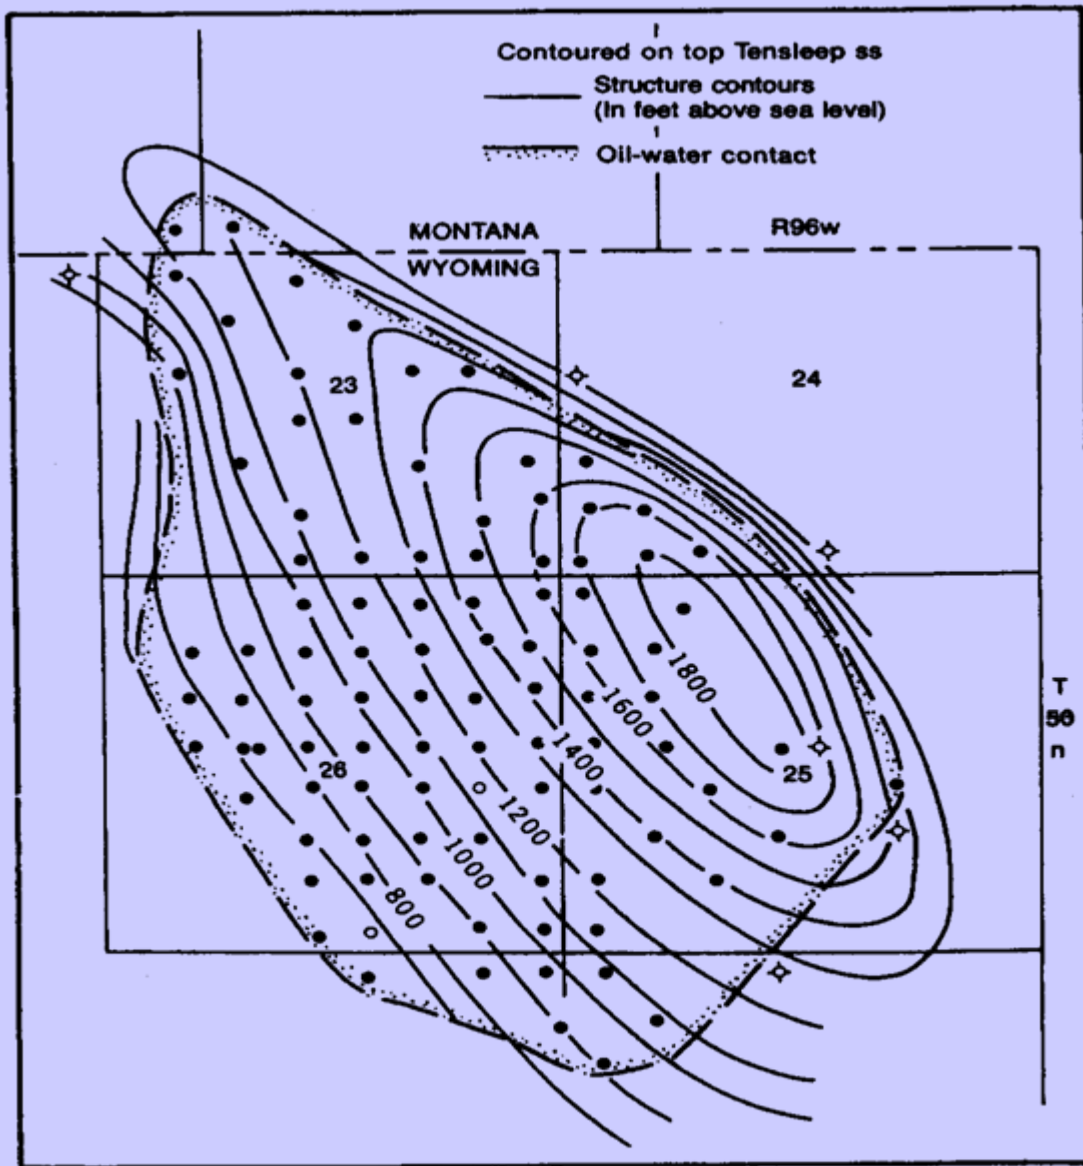 Contoured on top Tensleep ss
Structure contours
(In feet above sea level)
Oil-water contact
MONTANA
R96w
WYOMING
23
24
1800
T
1600
50
n
1400
25
26
1200
1000
800